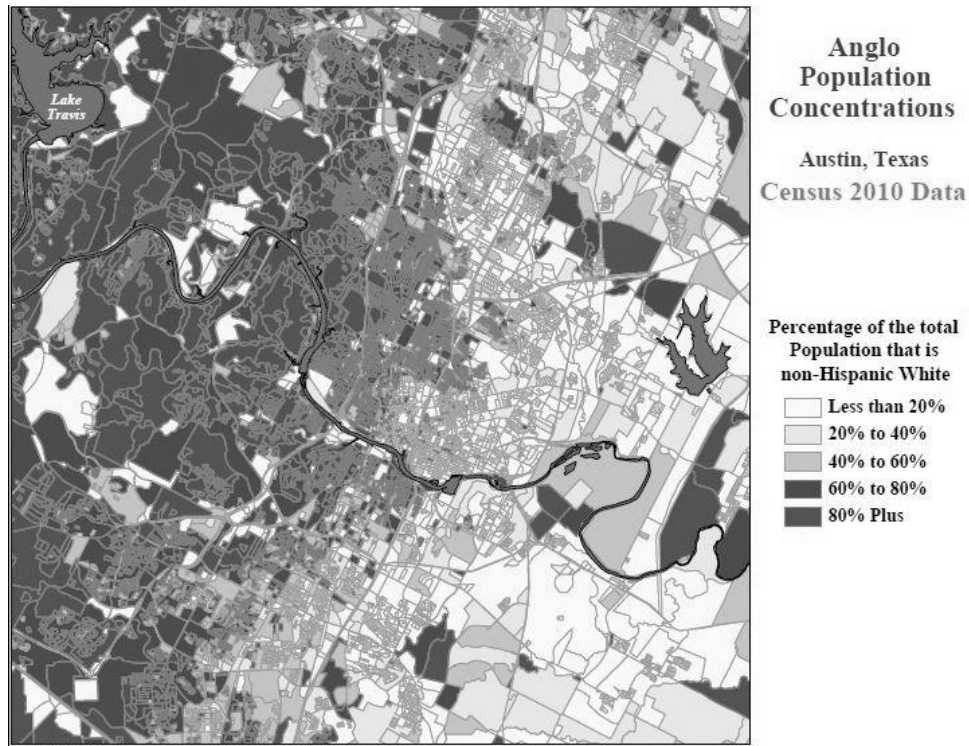 Lake
Travis
Anglo
Population
Concentrations
Austin, Texas
Census 2010 Data
Percentage of the total
Population that is
non-Hispanic White
Less than 20%
20% to 40%
40% to 60%
60% to 80%
80% Plus